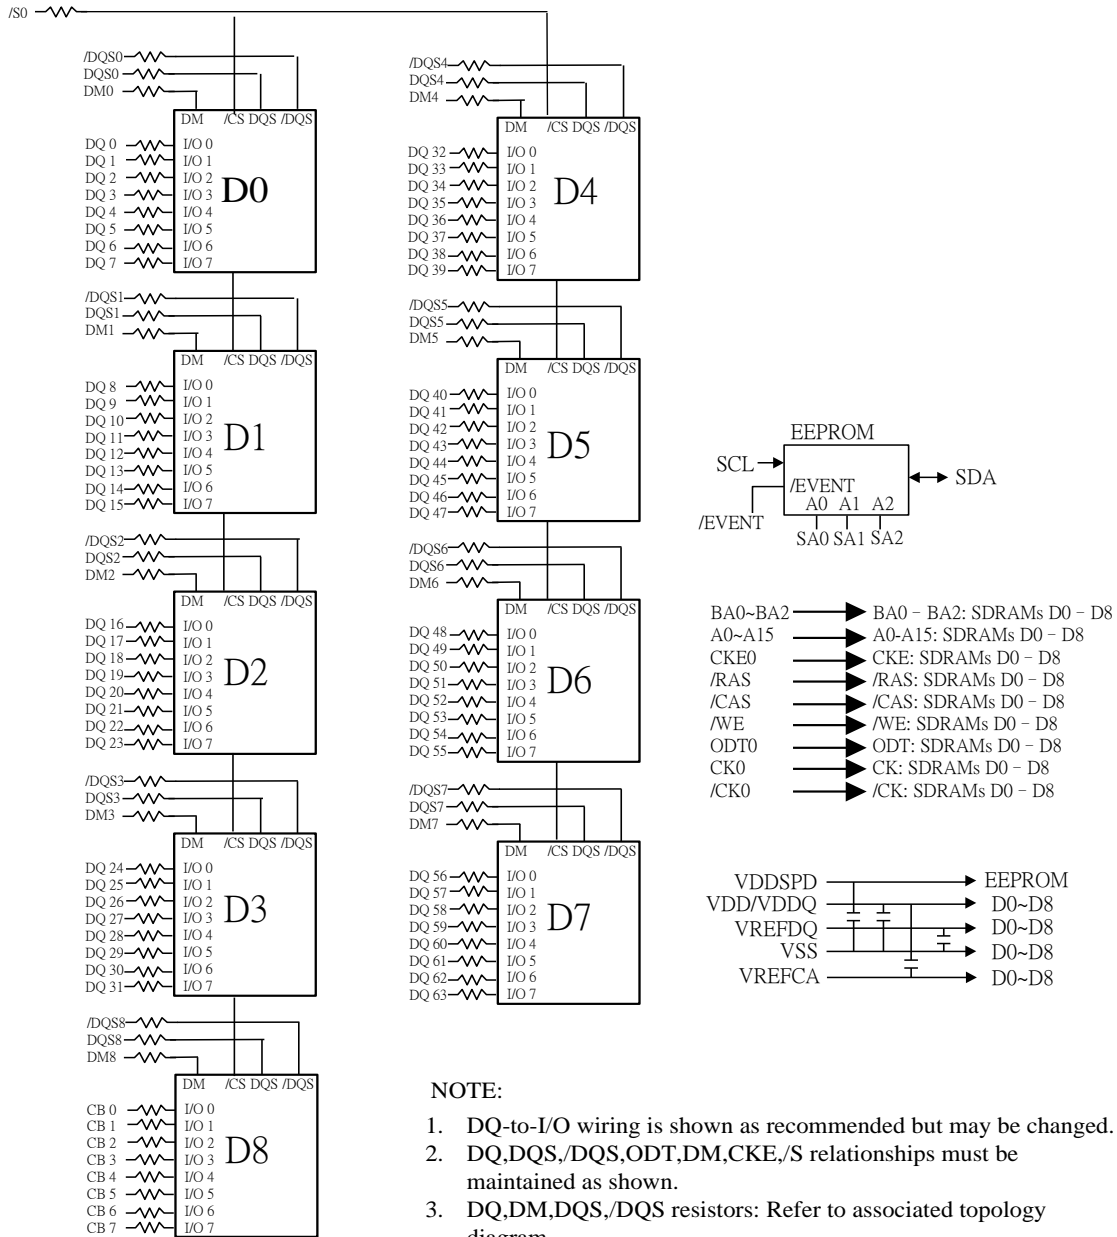 /S0
/DQS0
DQS0
DM0
DM /CS DQS /DQS
DQ 0 I/O 0
DQ 1 I/O 1
DQ 2 I/O 2
DQ 3 I/O 3
DQ 4 I/O 4
DQ 5 I/O 5
DQ 6 I/O 6
DQ 7 I/O 7
D0
/DQS1
DQS1
DM1
DM /CS DQS /DQS
DQ 8 I/O 0
DQ 9 I/O 1
DQ 10 I/O 2
DQ 11 I/O 3
DQ 12 I/O 4
DQ 13 I/O 5
DQ 14 I/O 6
DQ 15 I/O 7
D1
/DQS2
DQS2
DM2
DM /CS DQS /DQS
DQ 16 I/O 0
DQ 17 I/O 1
DQ 18 I/O 2
DQ 19 I/O 3
DQ 20 I/O 4
DQ 21 I/O 5
DQ 22 I/O 6
DQ 23 I/O 7
D2
/DQS3
DQS3
DM3
DM /CS DQS /DQS
DQ 24 I/O 0
DQ 25 I/O 1
DQ 26 I/O 2
DQ 27 I/O 3
DQ 28 I/O 4
DQ 29 I/O 5
DQ 30 I/O 6
DQ 31 I/O 7
D3
/DQS8
DQS8
DM8
DM /CS DQS /DQS
CB 0 I/O 0
CB 1 I/O 1
CB 2 I/O 2
CB 3 I/O 3
CB 4 I/O 4
CB 5 I/O 5
CB 6 I/O 6
CB 7 I/O 7
D8
/DQS4
DQS4
DM4
DM /CS DQS /DQS
DQ 32 I/O 0
DQ 33 I/O 1
DQ 34 I/O 2
DQ 35 I/O 3
DQ 36 I/O 4
DQ 37 I/O 5
DQ 38 I/O 6
DQ 39 I/O 7
D4
/DQS5
DQS5
DM5
DM /CS DQS /DQS
DQ 40 I/O 0
DQ 41 I/O 1
DQ 42 I/O 2
DQ 43 I/O 3
DQ 44 I/O 4
DQ 45 I/O 5
DQ 46 I/O 6
DQ 47 I/O 7
D5
/DQS6
DQS6
DM6
DM /CS DQS /DQS
DQ 48 I/O 0
DQ 49 I/O 1
DQ 50 I/O 2
DQ 51 I/O 3
DQ 52 I/O 4
DQ 53 I/O 5
DQ 54 I/O 6
DQ 55 I/O 7
D6
/DQS7
DQS7
DM7
DM /CS DQS /DQS
DQ 56 I/O 0
DQ 57 I/O 1
DQ 58 I/O 2
DQ 59 I/O 3
DQ 60 I/O 4
DQ 61 I/O 5
DQ 62 I/O 6
DQ 63 I/O 7
D7
EEPROM
SCL SDA
/EVENT
A0 A1 A2
/EVENT
SA0 SA1 SA2
BA0~BA2 BA0 - BA2: SDRAMs D0 - D8
A0~A15 A0-A15: SDRAMs D0 - D8
CKE0 CKE: SDRAMs D0 - D8
/RAS /RAS: SDRAMs D0 - D8
/CAS /CAS: SDRAMs D0 - D8
/WE /WE: SDRAMs D0 - D8
ODT0 ODT: SDRAMs D0 - D8
CK0 CK: SDRAMs D0 - D8
/CK0 /CK: SDRAMs D0 - D8
VDDSPD EEPROM
VDD/VDDQ D0~D8
VREFDQ D0~D8
VSS D0~D8
VREFCA D0~D8
NOTE:
1. DQ-to-I/O wiring is shown as recommended but may be changed.
2. DQ,DQS,/DQS,ODT,DM,CKE,/S relationships must be
maintained as shown.
3. DQ,DM,DQS,/DQS resistors: Refer to associated topology
diagram